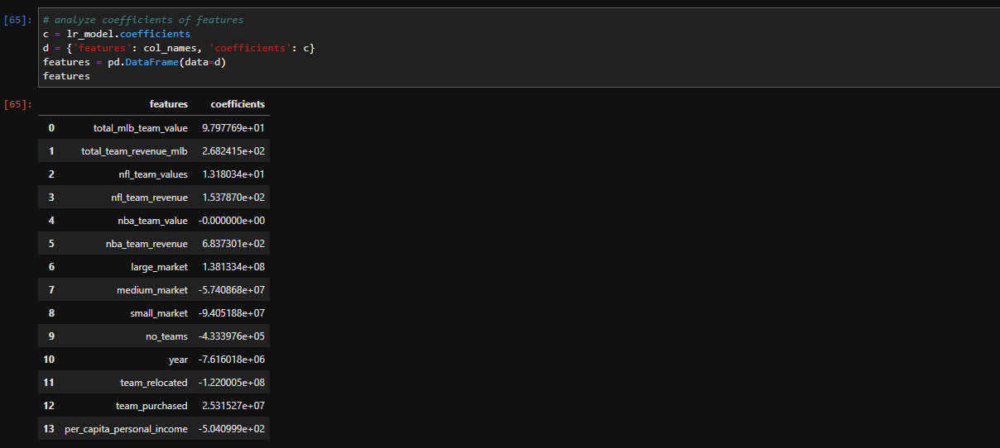 [65]: # analyze coefficients of features
c = lr_model.coefficients
d = {'features': col_names, 'coefficients': c}
features = pd.DataFrame(data=d)
features
[65]: features coefficients
0 total_mlb_team_value 9.797769e+01
1 total_team_revenue_mlb 2.682415e+02
2 nfl_team_values 1.318034e+01
3 nfl_team_revenue 1.537870e+02
4 nba_team_value -0.000000e+00
5 nba_team_revenue 6.837301e+02
6 large_market 1.381334e+08
7 medium_market -5.740868e+07
8 small_market -9.405188e+07
9 no_teams -4.333976e+05
10 year -7.616018e+06
11 team_relocated -1.220005e+08
12 team_purchased 2.531527e+07
13 per_capita_personal_income -5.040999e+02